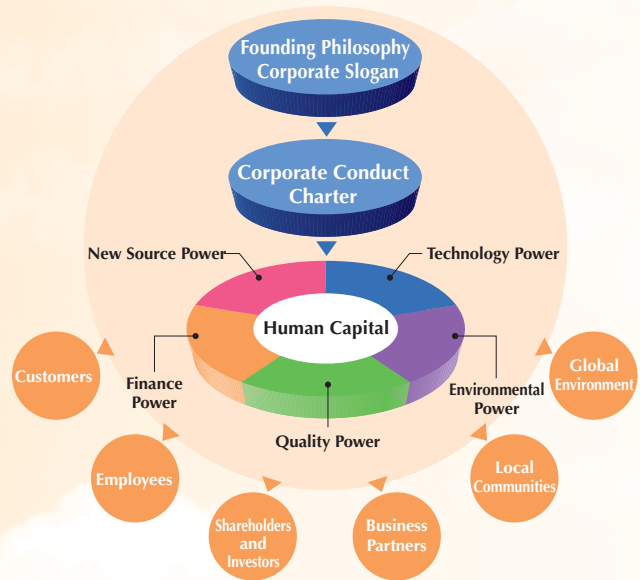 Founding Philosophy
Corporate Slogan
Corporate Conduct
Charter
New Source Power
Technology Power
Human Capital
Finance
Power
Environmental
Power
Quality Power
Customers
Global
Environment
Employees
Local
Communities
Shareholders
and
Investors
Business
Partners